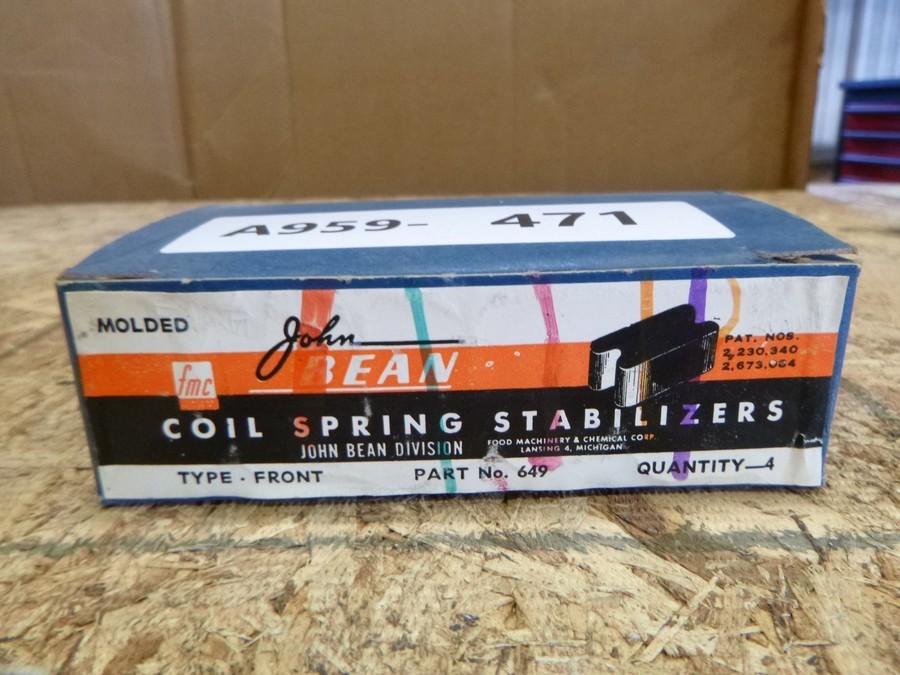 A959- 471
MOLDED
John
BEAN
PAT. NOS.
2,230,340
2,673,084
fmc
COIL SPRING STABILIZERS
JOHN BEAN DIVISION
FOOD MACHINERY & CHEMICAL CORP.
LANSING 4, MICHIGAN
TYPE - FRONT PART No. 649 QUANTITY—4